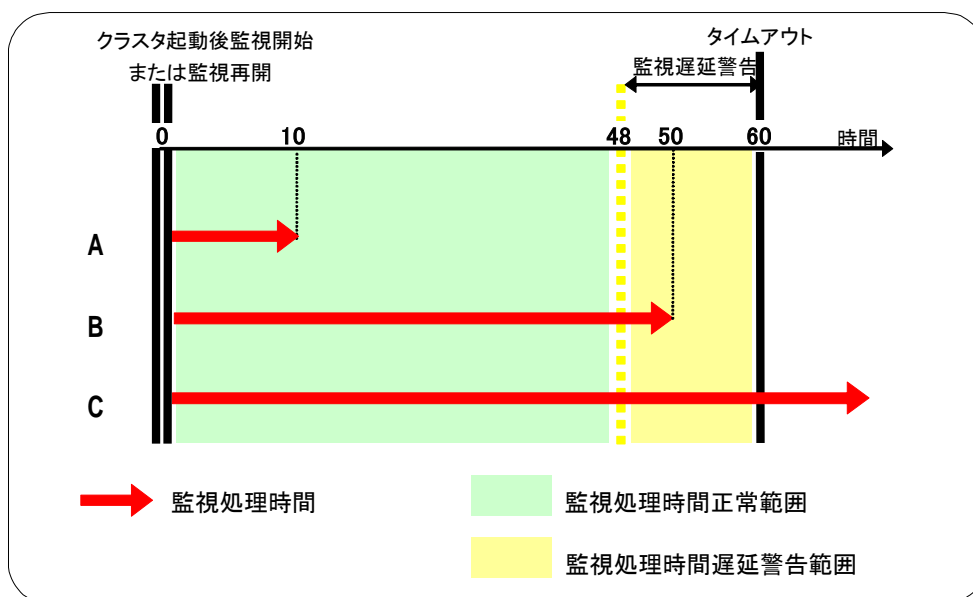 クラスタ起動後監視開始
または監視再開
タイムアウト
監視遅延警告
0 10 48 50 60 時間
A
B
C
監視処理時間
監視処理時間正常範囲
監視処理時間遅延警告範囲